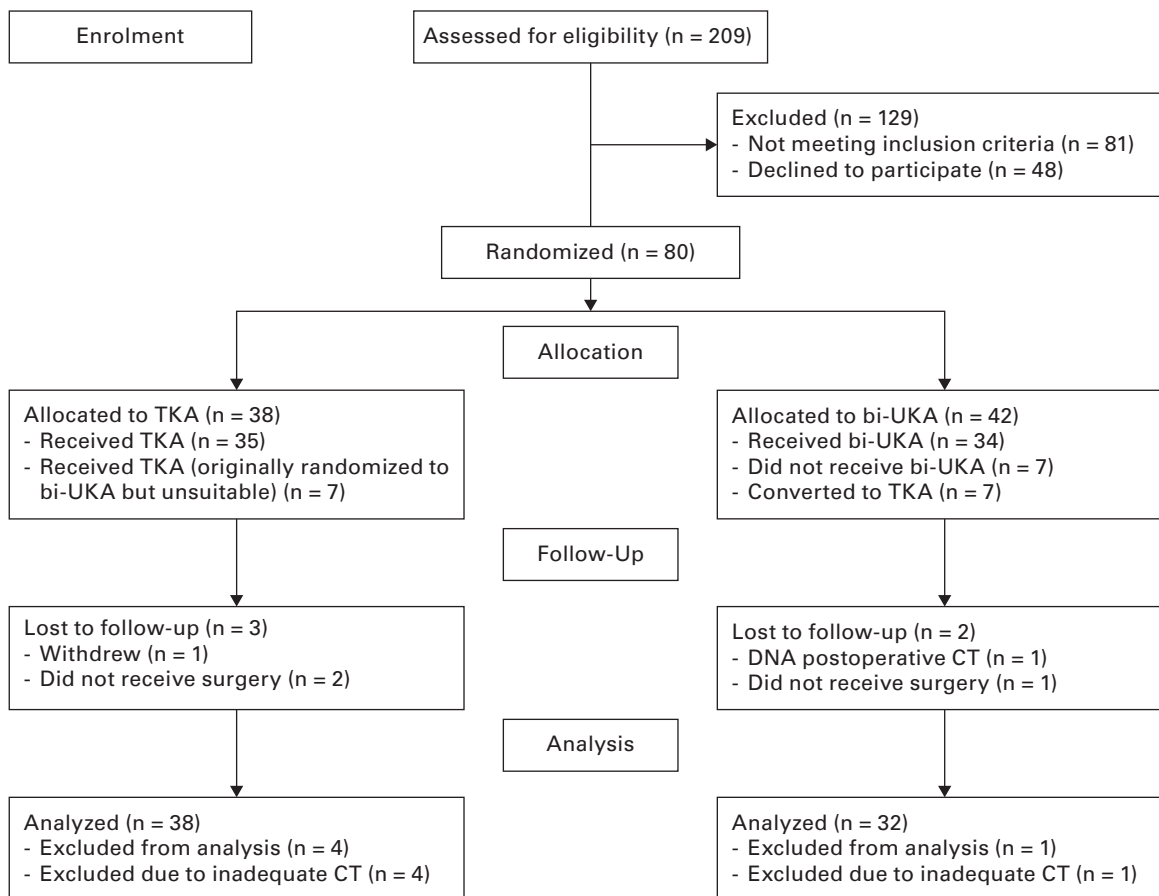 Enrolment
Assessed for eligibility (n = 209)
Excluded (n = 129)
- Not meeting inclusion criteria (n = 81)
- Declined to participate (n = 48)
Randomized (n = 80)
Allocation
Allocated to TKA (n = 38)
- Received TKA (n = 35)
- Received TKA (originally randomized to
bi-UKA but unsuitable) (n = 7)
Allocated to bi-UKA (n = 42)
- Received bi-UKA (n = 34)
- Did not receive bi-UKA (n = 7)
- Converted to TKA (n = 7)
Follow-Up
Lost to follow-up (n = 3)
- Withdrew (n = 1)
- Did not receive surgery (n = 2)
Lost to follow-up (n = 2)
- DNA postoperative CT (n = 1)
- Did not receive surgery (n = 1)
Analysis
Analyzed (n = 38)
- Excluded from analysis (n = 4)
- Excluded due to inadequate CT (n = 4)
Analyzed (n = 32)
- Excluded from analysis (n = 1)
- Excluded due to inadequate CT (n = 1)